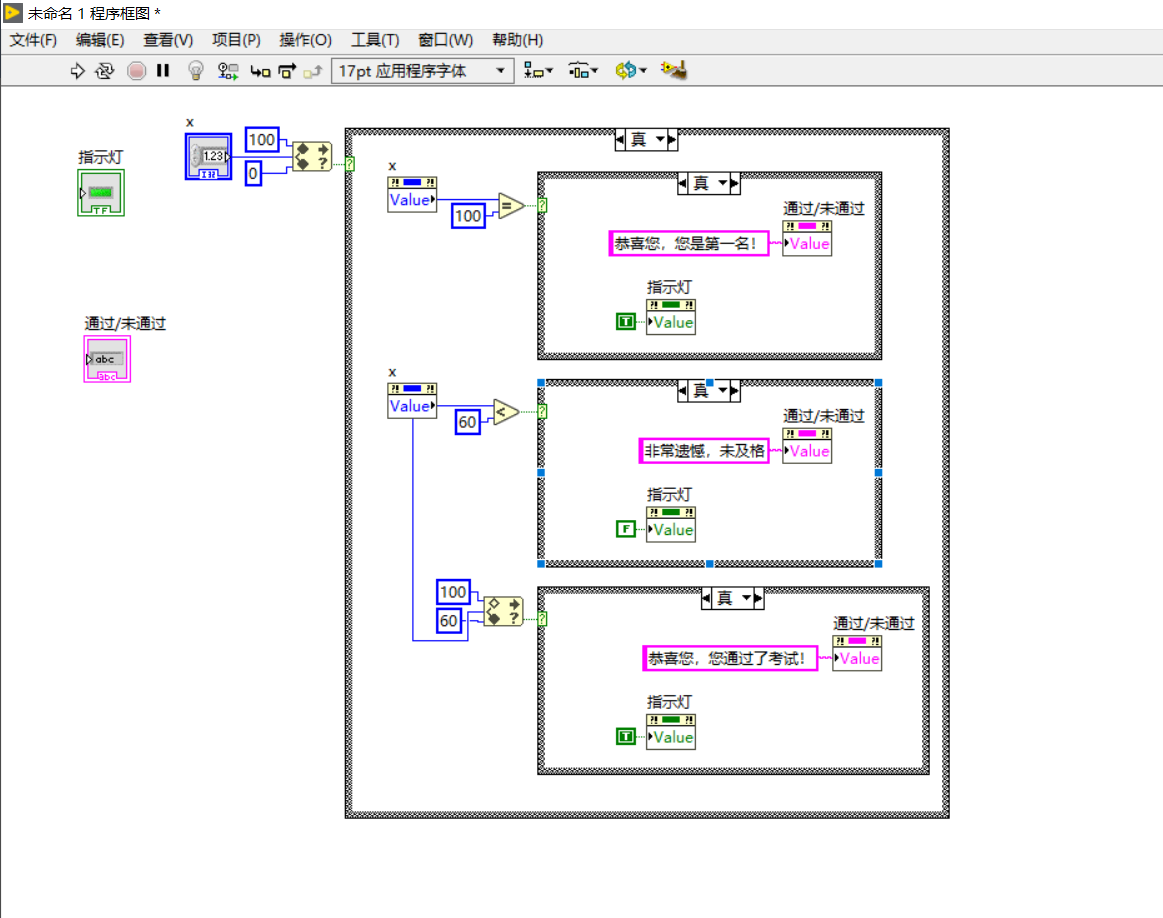 未命名 1 程序框图 *
文件(F) 编辑(E) 查看(V) 项目(P) 操作(O) 工具(T) 窗口(W) 帮助(H)
17pt 应用程序字体
x
100
1.23
I32
0
?
指示灯
TF
通过/未通过
abc
abc
真
?
x
?! ?!
Value
100
=
?
真
通过/未通过
?! ?!
恭喜您，您是第一名！
Value
指示灯
?! ?!
T
Value
x
?! ?!
Value
60
<
?
真
通过/未通过
?! ?!
非常遗憾，未及格
Value
指示灯
?! ?!
F
Value
100
60
?
?
真
通过/未通过
?! ?!
恭喜您，您通过了考试！
Value
指示灯
?! ?!
T
Value